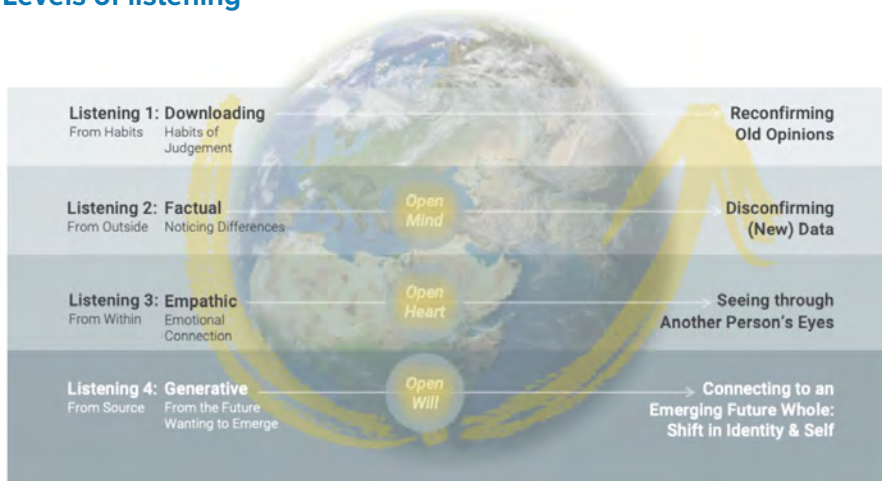 Levels of listening
Listening 1: Downloading
From Habits Habits of
Judgement
Reconfirming
Old Opinions
Listening 2: Factual
From Outside Noticing Differences
Open
Mind
Disconfirming
(New) Data
Listening 3: Empathic
From Within Emotional
Connection
Open
Heart
Seeing through
Another Person's Eyes
Listening 4: Generative
From Source From the Future
Wanting to Emerge
Open
Will
Connecting to an
Emerging Future Whole:
Shift in Identity & Self